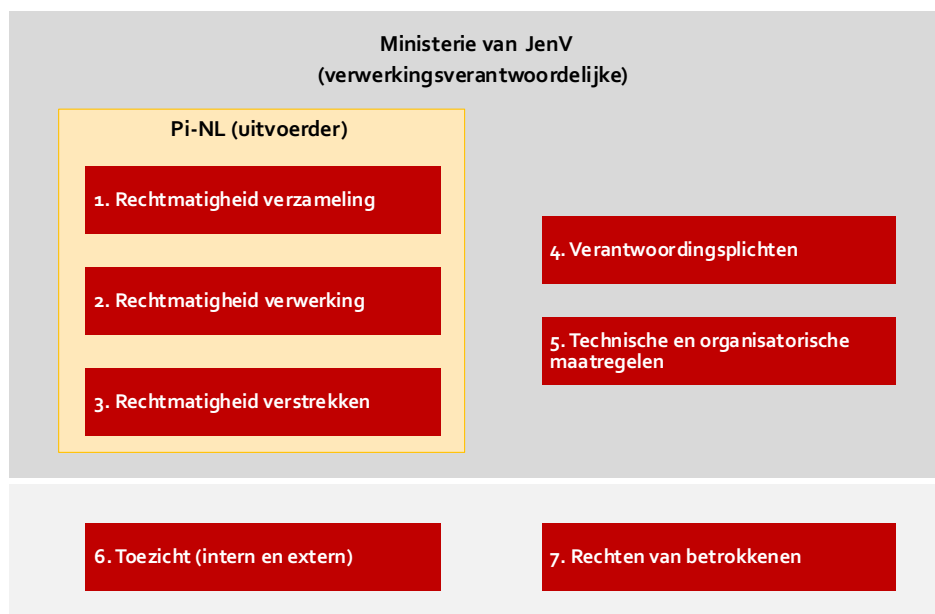 Ministerie van JenV
(verwerkingsverantwoordelijke)
Pi-NL (uitvoerder)
1. Rechtmatigheid verzameling
2. Rechtmatigheid verwerking
3. Rechtmatigheid verstrekken
4. Verantwoordingsplichten
5. Technische en organisatorische
maatregelen
6. Toezicht (intern en extern)
7. Rechten van betrokkenen